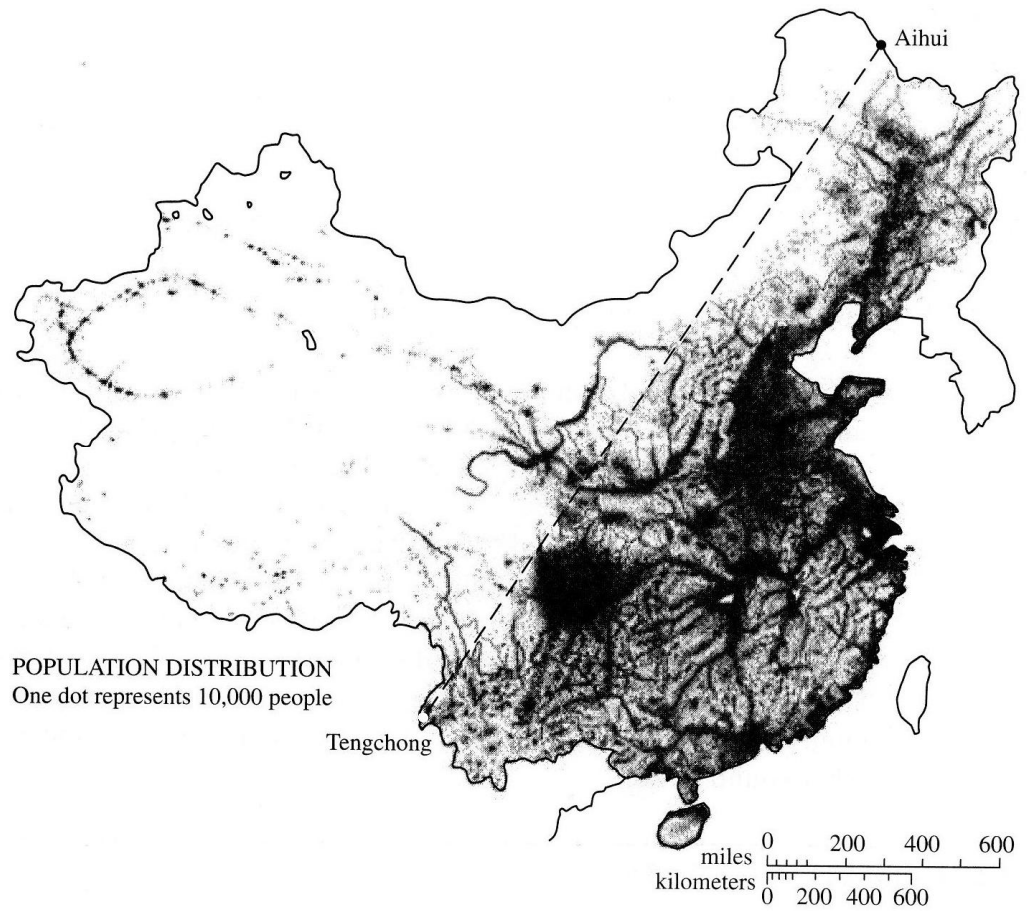 Aihui
POPULATION DISTRIBUTION
One dot represents 10,000 people
Tengchong
miles 0 200 400 600
kilometers 0 200 400 600